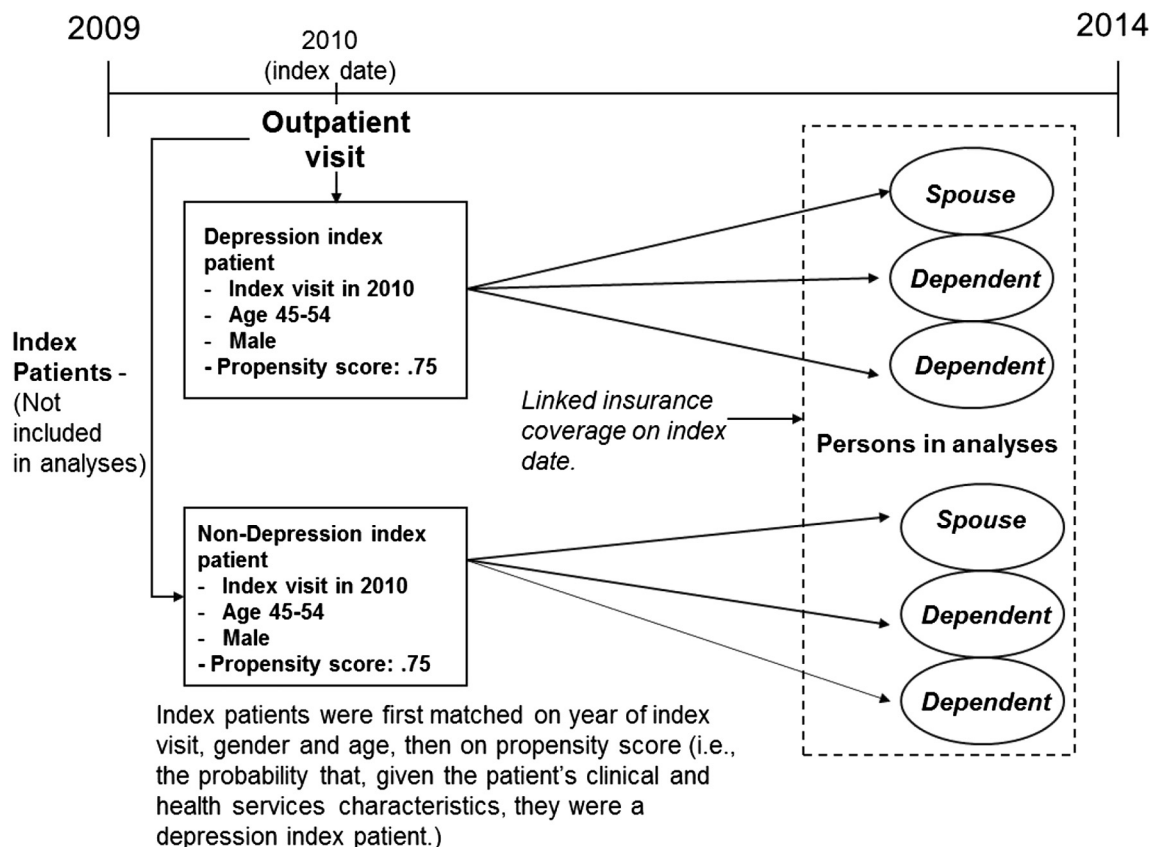 2009
2014
2010
(index date)
Outpatient
visit
Depression index
patient
- Index visit in 2010
- Age 45-54
- Male
- Propensity score: .75
Spouse
Dependent
Dependent
Index
Patients -
(Not
included
in analyses)
Linked insurance
coverage on index
date.
Persons in analyses
Non-Depression index
patient
- Index visit in 2010
- Age 45-54
- Male
- Propensity score: .75
Spouse
Dependent
Dependent
Index patients were first matched on year of index
visit, gender and age, then on propensity score (i.e.,
the probability that, given the patient’s clinical and
health services characteristics, they were a
depression index patient.)